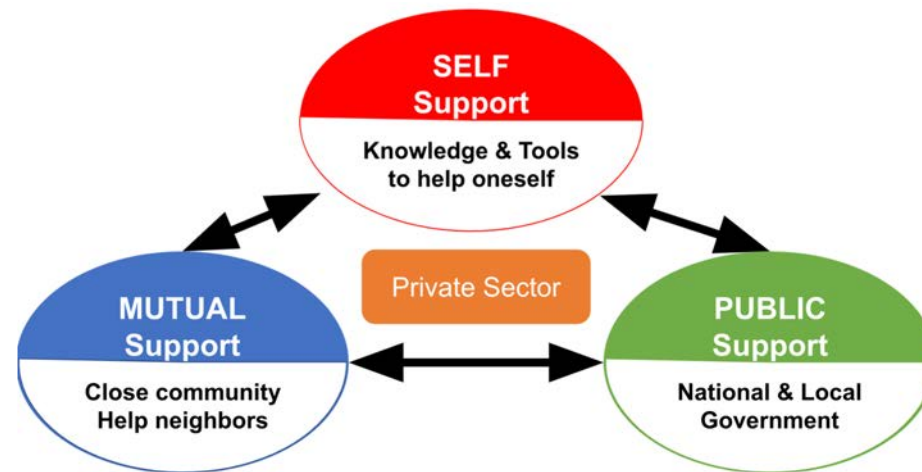 SELF
Support
Knowledge & Tools
to help oneself
Private Sector
MUTUAL
Support
Close community
Help neighbors
PUBLIC
Support
National & Local
Government